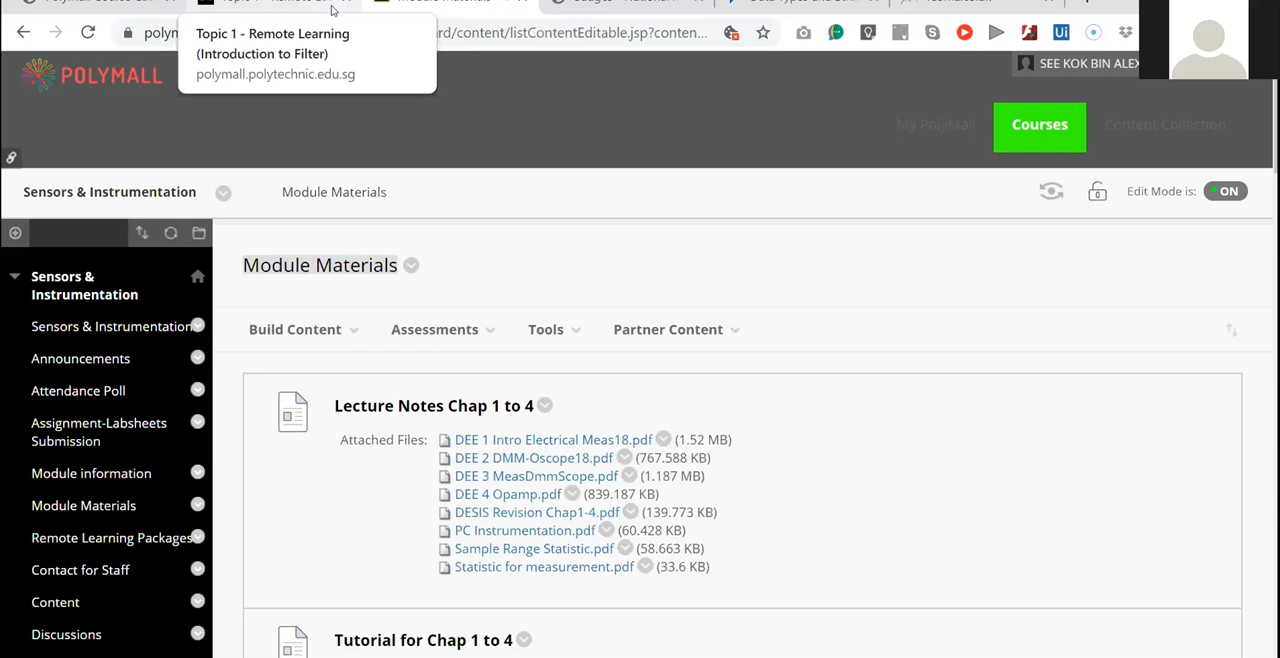 Topic 1 - Remote Learning
(Introduction to Filter)
polymall.polytechnic.edu.sg
polym
rd/content/listContentEditable.jsp?conten...
POLYMALL
SEE KOK BIN ALEX
My PolyMall
Courses
Content Collection
Sensors & Instrumentation
Module Materials
Edit Mode is:
ON
Sensors &
Instrumentation
Sensors & Instrumentation
Announcements
Attendance Poll
Assignment-Labsheets
Submission
Module information
Module Materials
Remote Learning Packages
Contact for Staff
Content
Discussions
Module Materials
Build Content
Assessments
Tools
Partner Content
Lecture Notes Chap 1 to 4
Attached Files:
DEE 1 Intro Electrical Meas18.pdf (1.52 MB)
DEE 2 DMM-Oscope18.pdf (767.588 KB)
DEE 3 MeasDmmScope.pdf (1.187 MB)
DEE 4 Opamp.pdf (839.187 KB)
DESIS Revision Chap1-4.pdf (139.773 KB)
PC Instrumentation.pdf (60.428 KB)
Sample Range Statistic.pdf (58.663 KB)
Statistic for measurement.pdf (33.6 KB)
Tutorial for Chap 1 to 4